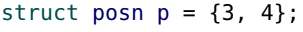 struct posn p = {3, 4};